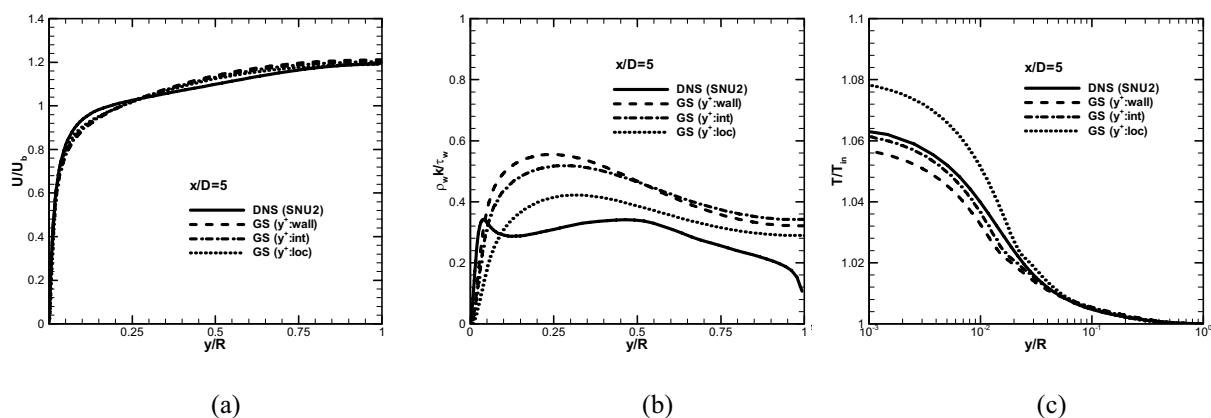 1.4
1.2
1
0.8
0.6
0.4
0.2
0
U/U_b
x/D=5
DNS (SNU2)
GS (y⁺:wall)
GS (y⁺:int)
GS (y⁺:loc)
0.25 0.5 0.75 1
y/R
(a)
1
0.8
0.6
0.4
0.2
0
ρ_w k/τ_w
x/D=5
DNS (SNU2)
GS (y⁺:wall)
GS (y⁺:int)
GS (y⁺:loc)
0 0.25 0.5 0.75 1
y/R
(b)
1.08
1.06
1.04
1.02
1
T/T_in
x/D=5
DNS (SNU2)
GS (y⁺:wall)
GS (y⁺:int)
GS (y⁺:loc)
10⁻³ 10⁻² 10⁻¹ 10⁰
y/R
(c)